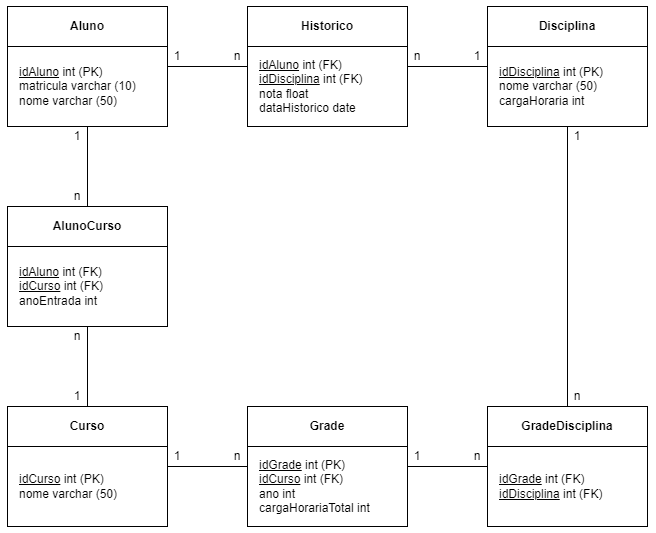 Aluno
idAluno int (PK)
matricula varchar (10)
nome varchar (50)
1
n
Historico
idAluno int (FK)
idDisciplina int (FK)
nota float
dataHistorico date
n
1
Disciplina
idDisciplina int (PK)
nome varchar (50)
cargaHoraria int
1
n
AlunoCurso
idAluno int (FK)
idCurso int (FK)
anoEntrada int
n
1
1
n
Curso
idCurso int (PK)
nome varchar (50)
1
n
Grade
idGrade int (PK)
idCurso int (FK)
ano int
cargaHorariaTotal int
1
n
GradeDisciplina
idGrade int (FK)
idDisciplina int (FK)